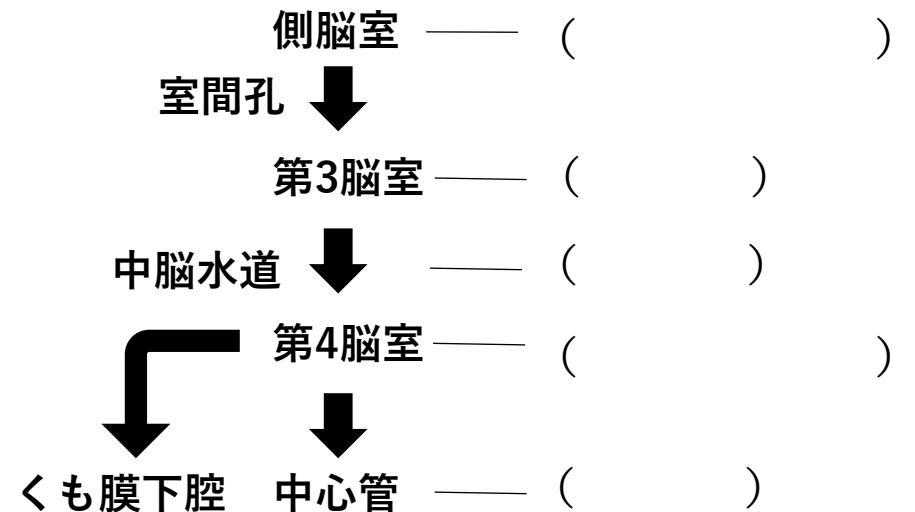 側脳室 ( )
室間孔
第3脳室 ( )
中脳水道 ( )
第4脳室 ( )
くも膜下腔 中心管 ( )